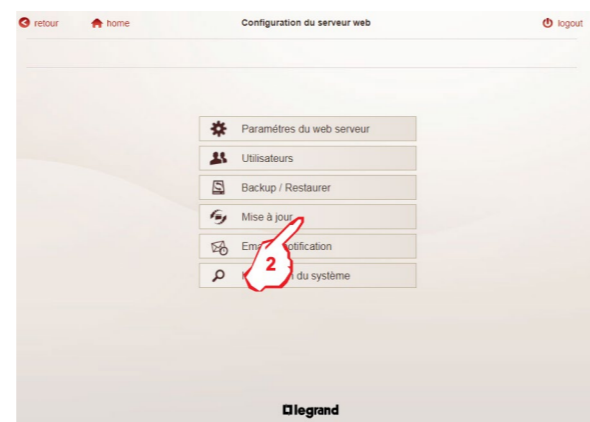 retour
home
Configuration du serveur web
logout
Paramétres du web serveur
Utilisateurs
Backup / Restaurer
Mise à jour
2
du système
legrand